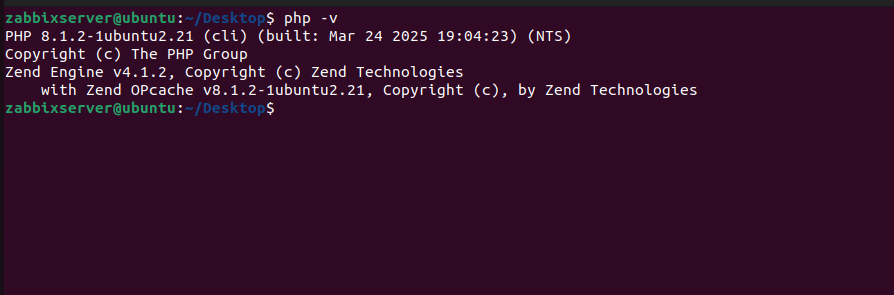 zabbixserver@ubuntu:~/Desktop$ php -v
PHP 8.1.2-1ubuntu2.21 (cli) (built: Mar 24 2025 19:04:23) (NTS)
Copyright (c) The PHP Group
Zend Engine v4.1.2, Copyright (c) Zend Technologies
    with Zend OPcache v8.1.2-1ubuntu2.21, Copyright (c), by Zend Technologies
zabbixserver@ubuntu:~/Desktop$